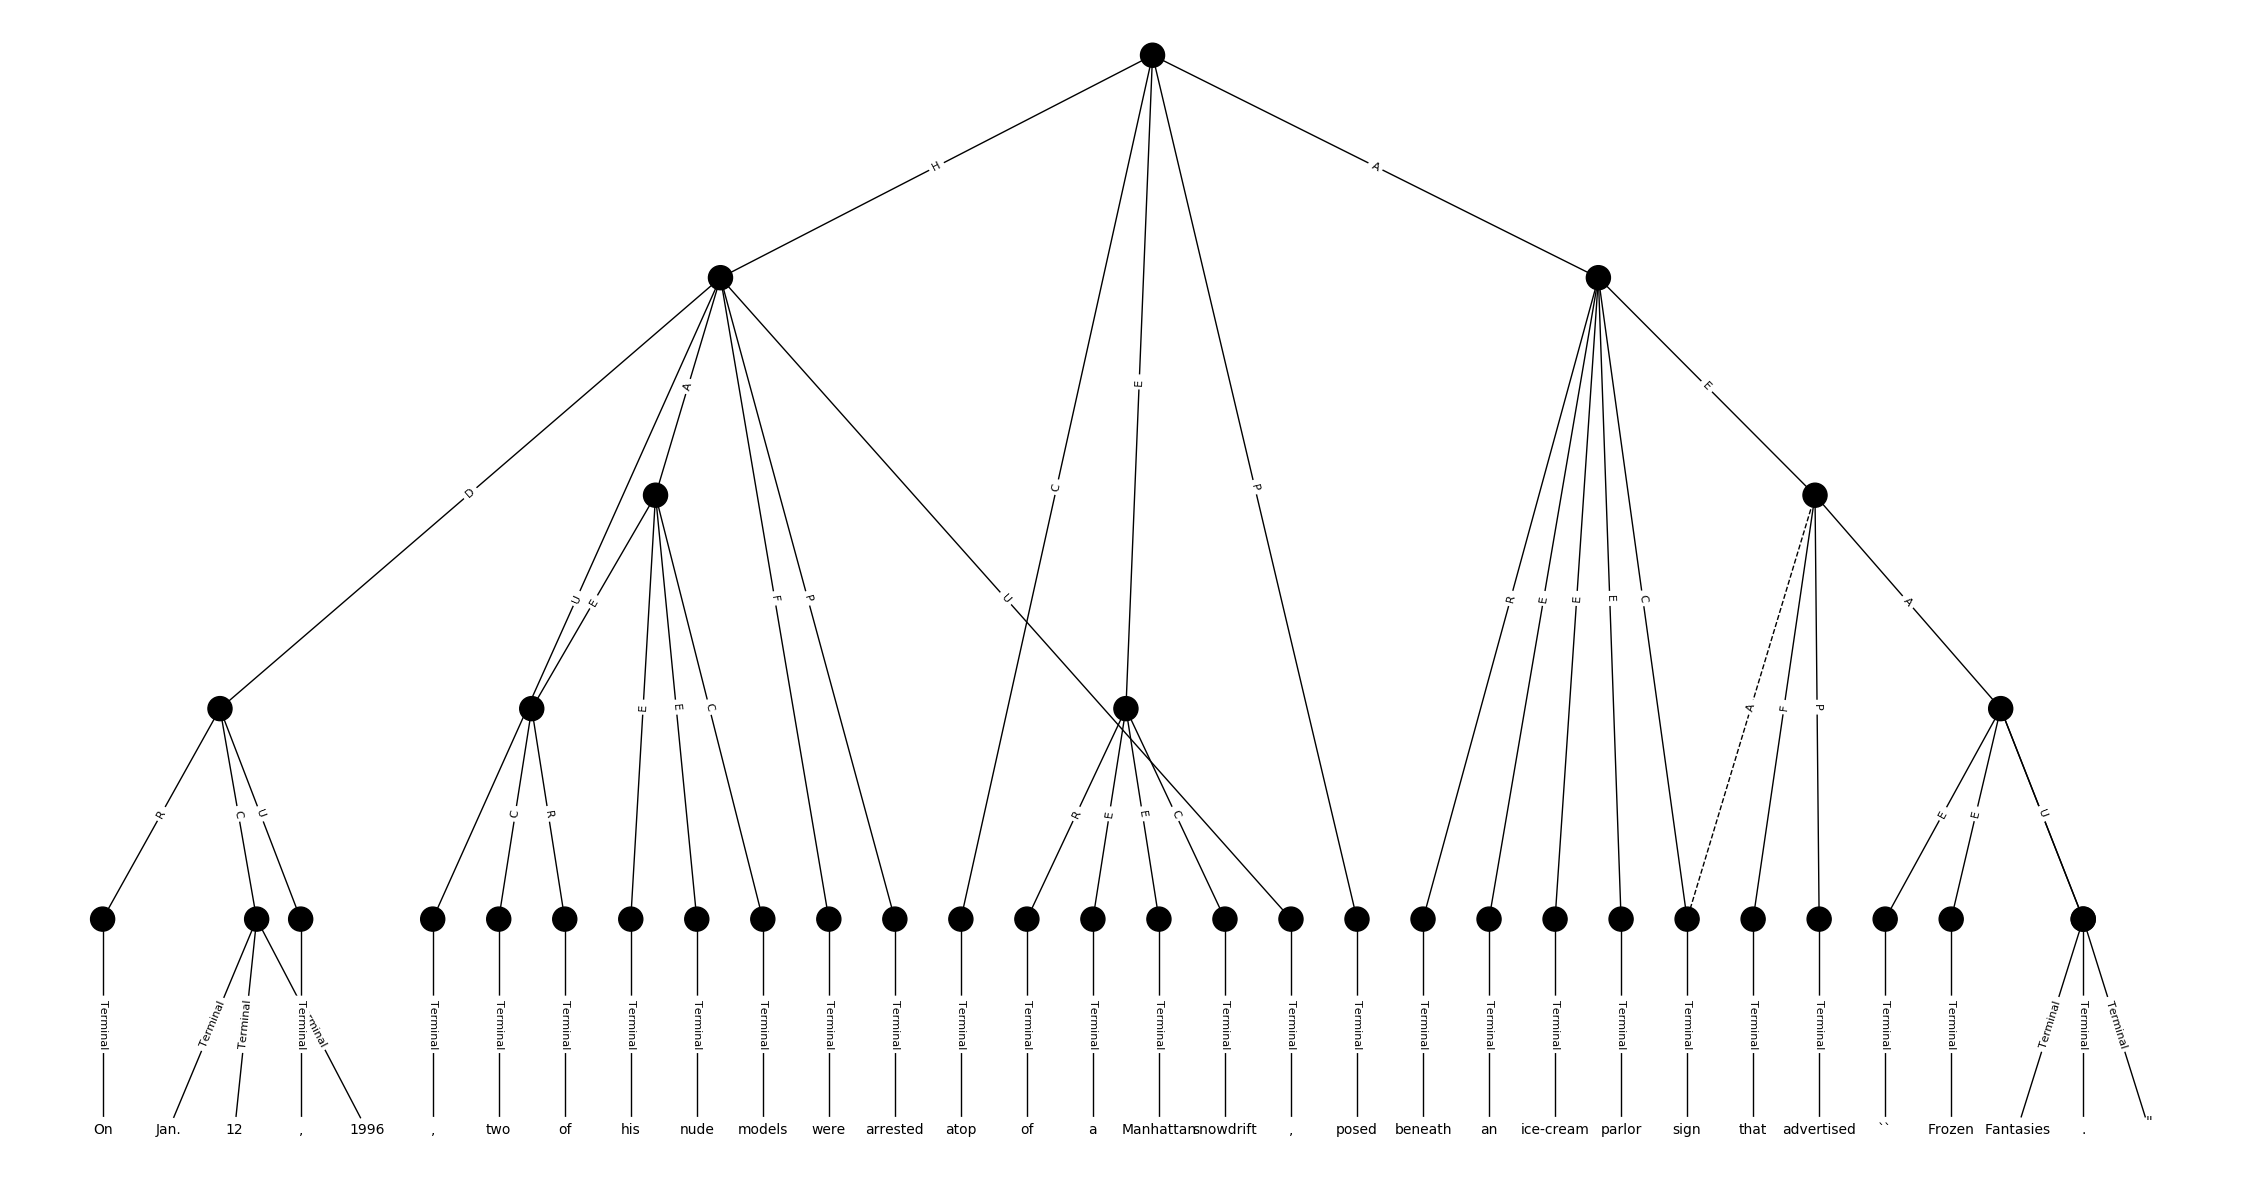 H A
A E
E
D C P
U E F P U R E E E C A
E E C A F P
R C U C R R E E C E E U
Terminal Terminal Terminal Terminal Terminal Terminal Terminal Terminal Terminal Terminal Terminal Terminal Terminal Terminal Terminal Terminal Terminal Terminal Terminal Terminal Terminal Terminal Terminal Terminal Terminal Terminal Terminal Terminal Terminal Terminal Terminal
On Jan. 12 , 1996 , two of his nude models were arrested atop of a Manhattan snowdrift , posed beneath an ice-cream parlor sign that advertised `` Frozen Fantasies . "